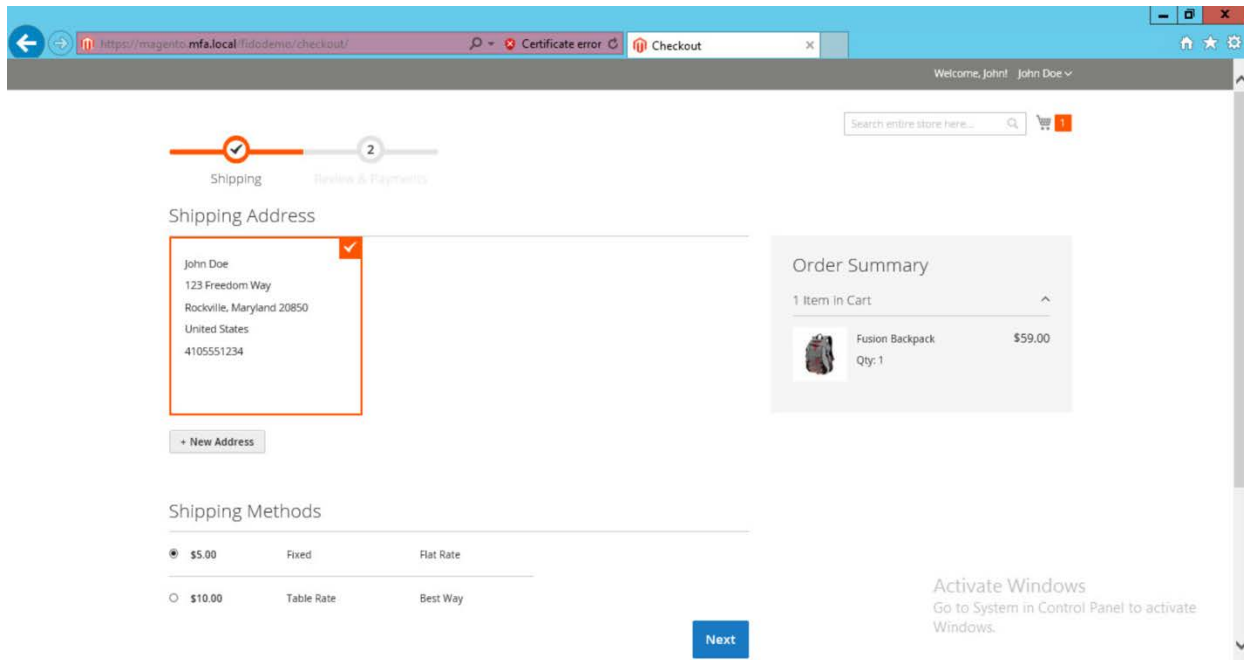 https://magento.mfa.local/fidodemo/checkout/
Certificate error
Checkout
Welcome, John! John Doe
Search entire store here...
1
2
Shipping
Review & Payments
Shipping Address
John Doe
123 Freedom Way
Rockville, Maryland 20850
United States
4105551234
+ New Address
Order Summary
1 Item in Cart
Fusion Backpack $59.00
Qty: 1
Shipping Methods
$5.00 Fixed Flat Rate
$10.00 Table Rate Best Way
Next
Activate Windows
Go to System in Control Panel to activate
Windows.